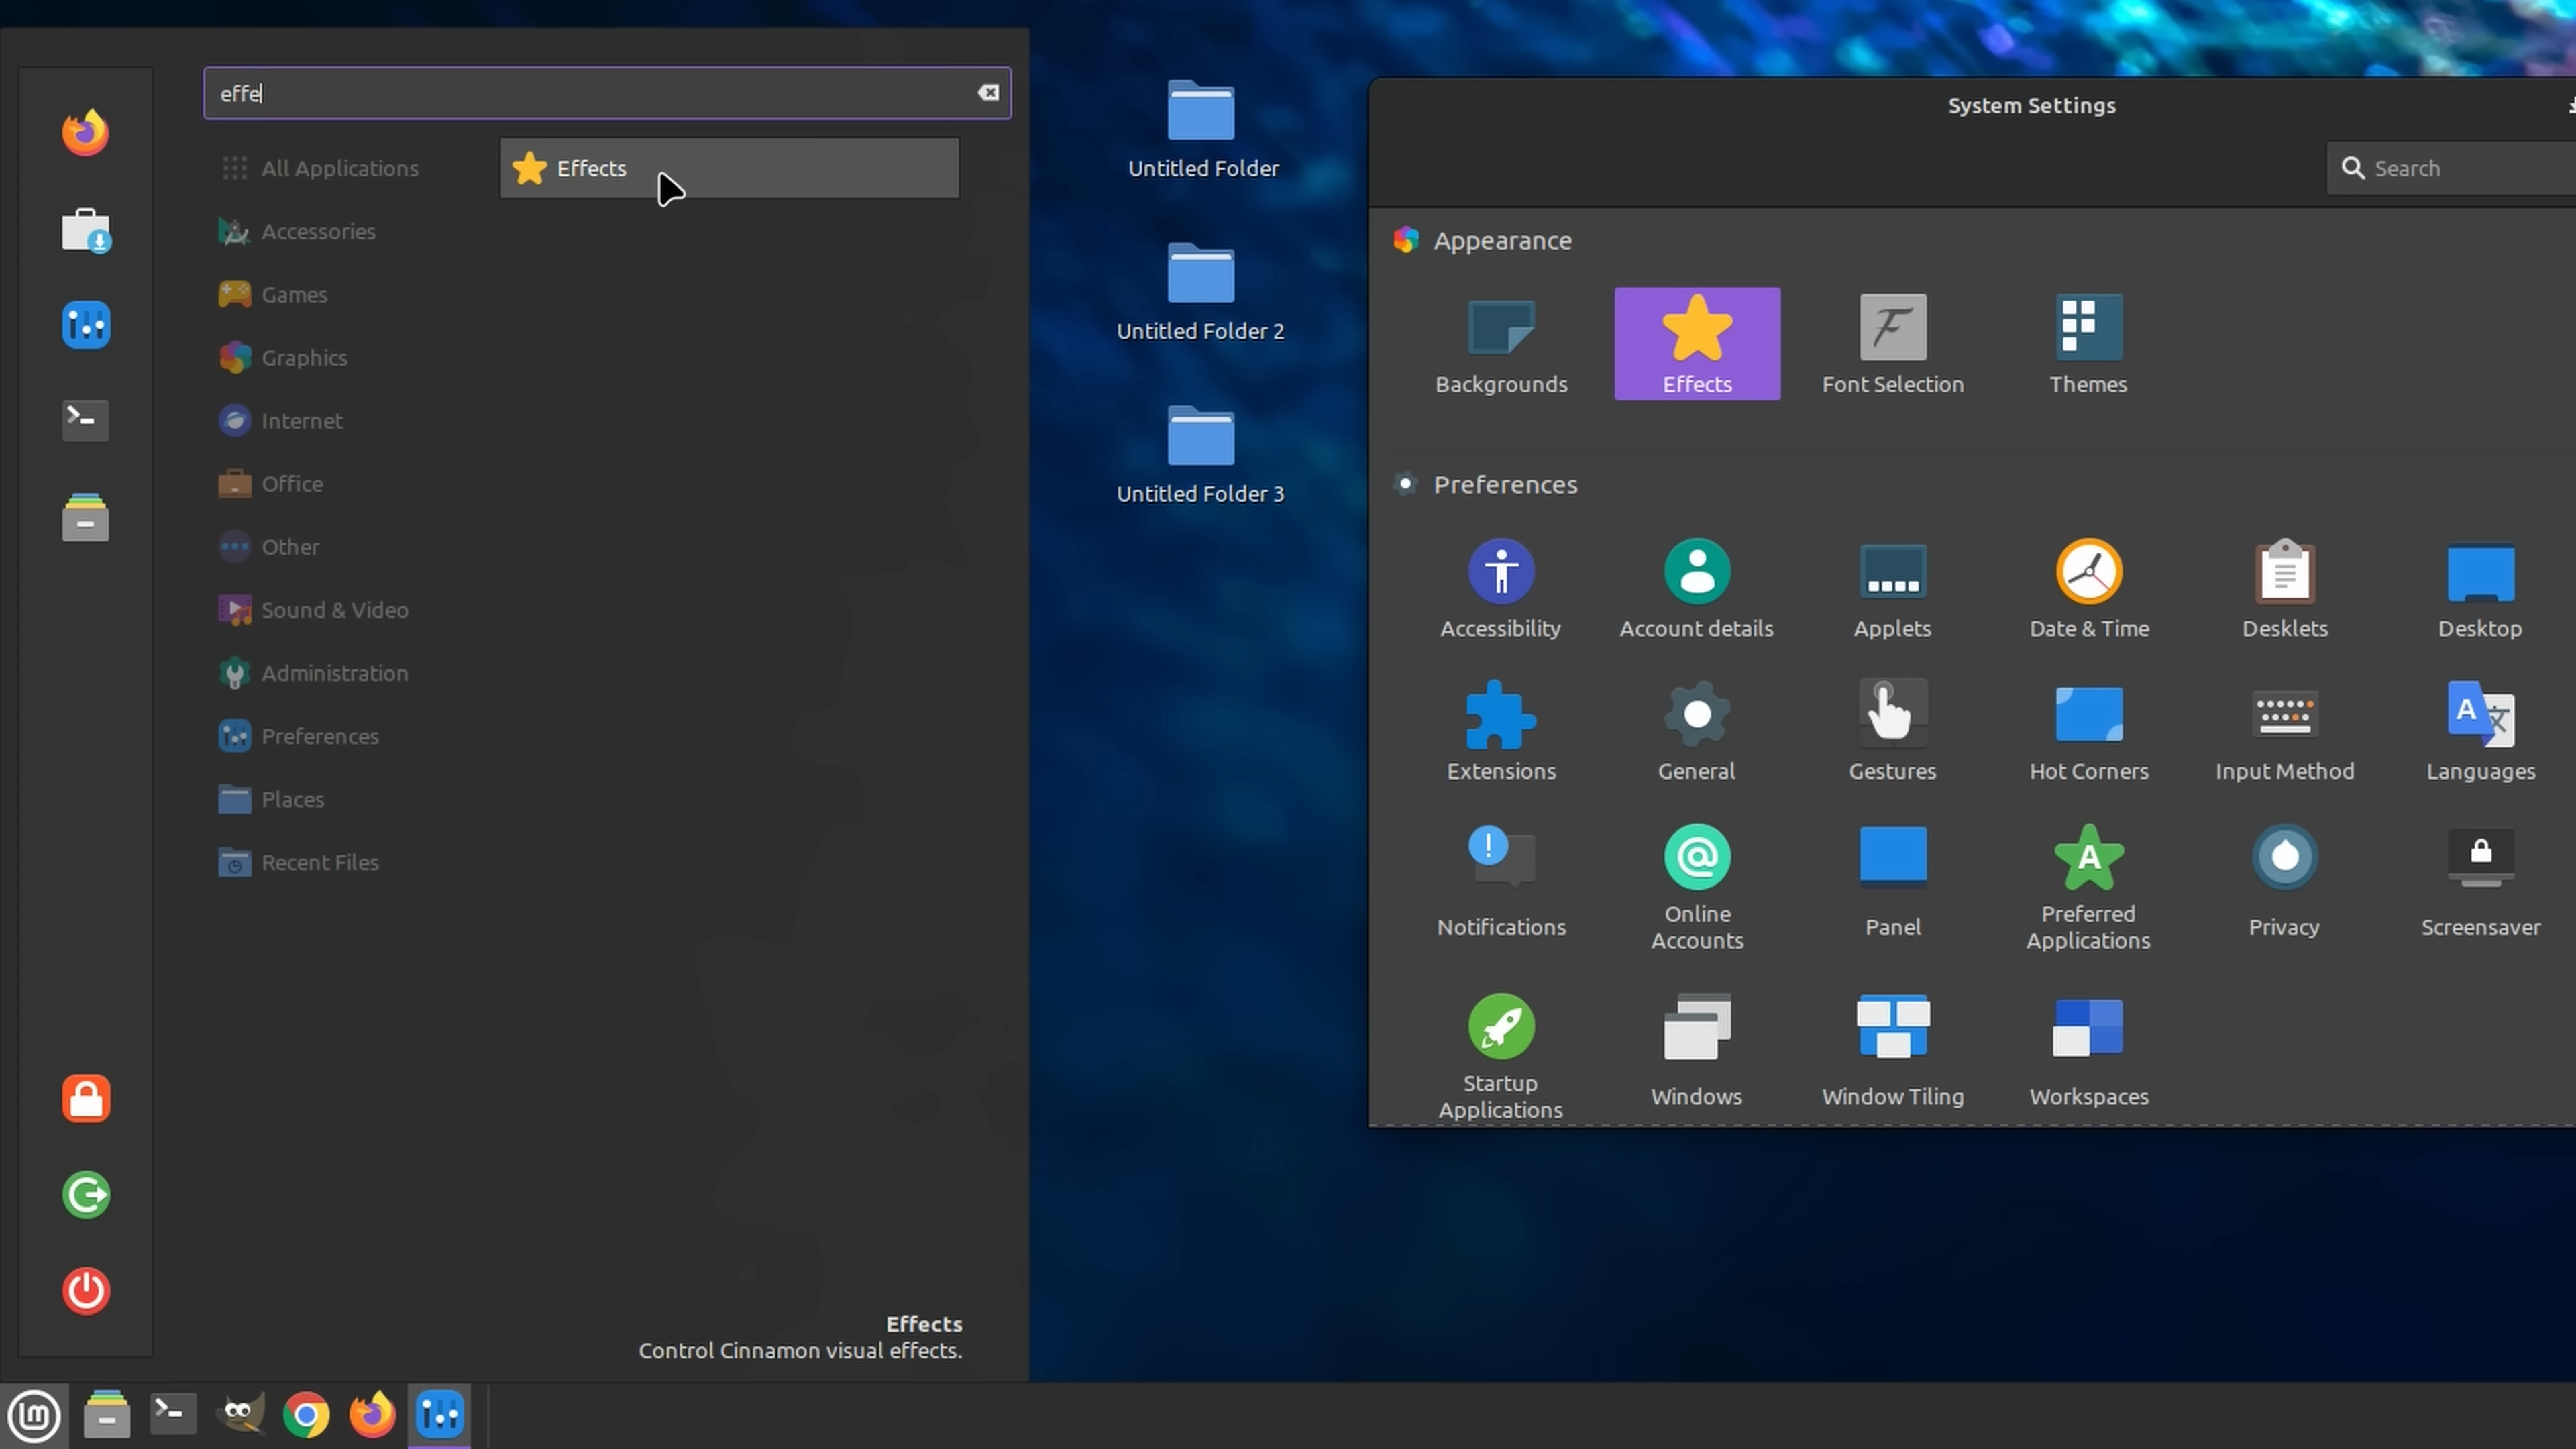 effe
All Applications
Effects
Accessories
Games
Graphics
Internet
Office
Other
Sound & Video
Administration
Preferences
Places
Recent Files
Effects
Control Cinnamon visual effects.
Untitled Folder
Untitled Folder 2
Untitled Folder 3
System Settings
Search
Appearance
Backgrounds
Effects
Font Selection
Themes
Preferences
Accessibility
Account details
Applets
Date & Time
Desklets
Desktop
Extensions
General
Gestures
Hot Corners
Input Method
Languages
Notifications
Online
Accounts
Panel
Preferred
Applications
Privacy
Screensaver
Startup
Applications
Windows
Window Tiling
Workspaces